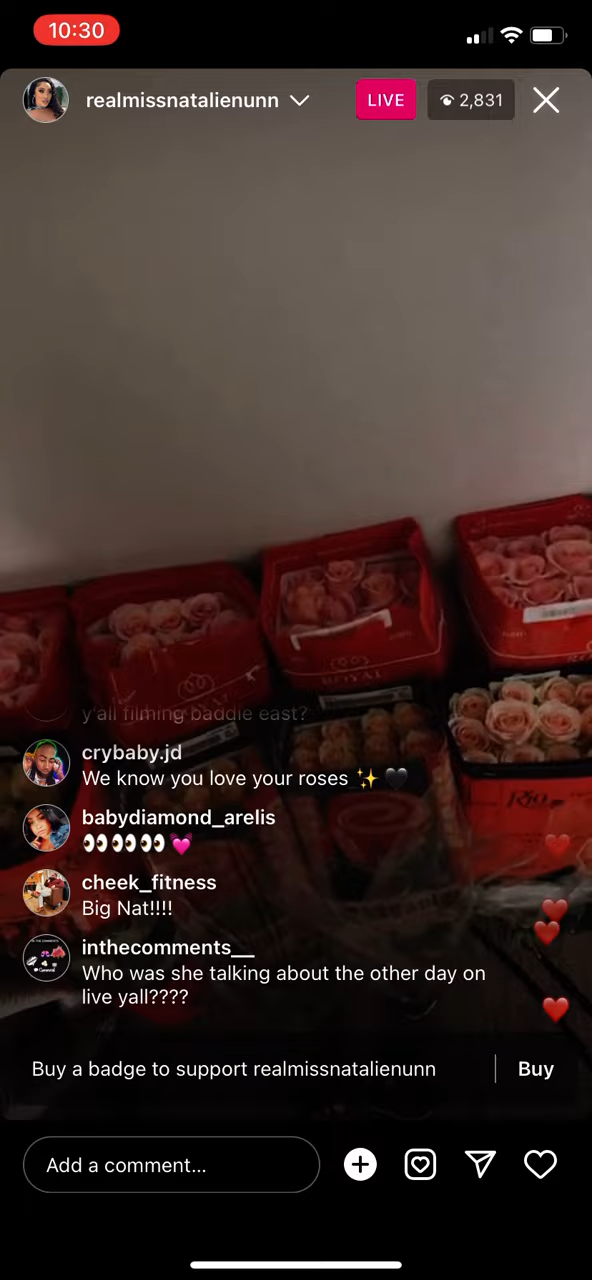 10:30
realmissnatalienunn
LIVE
2,831
ROYAL
y'all filming baddie east?
crybaby.jd
We know you love your roses ✨ 🖤
babydiamond_arelis
👀👀👀 💓
cheek_fitness
Big Nat!!!!
inthecomments__
Who was she talking about the other day on
live yall????
Buy a badge to support realmissnatalienunn
Buy
Add a comment...